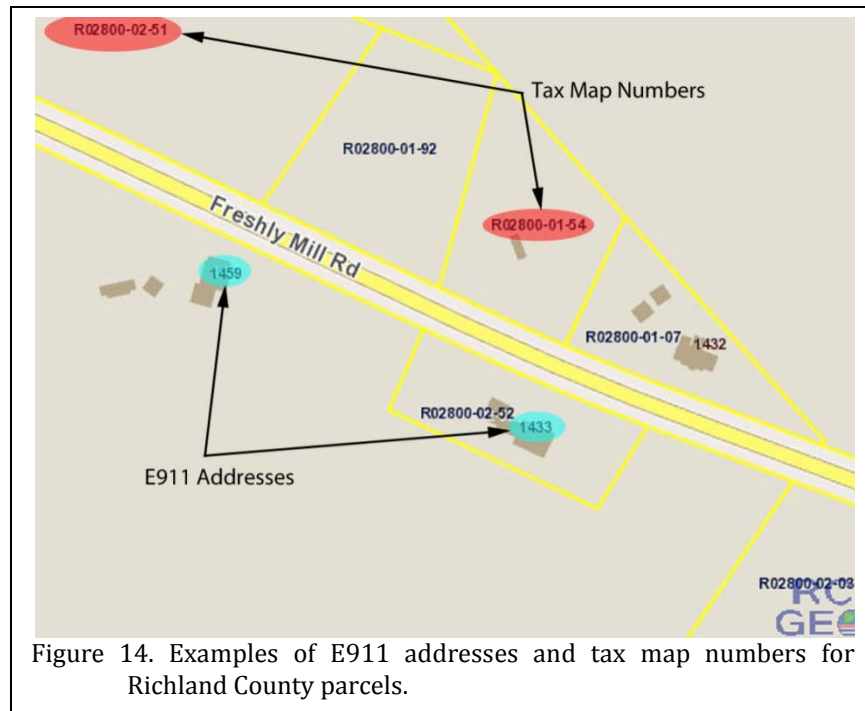 R02800-02-51
Tax Map Numbers
R02800-01-92
R02800-01-54
Freshly Mill Rd
1459
R02800-01-07
1432
R02800-02-52
1433
E911 Addresses
R02800-02-03
RC
GEO
Figure 14. Examples of E911 addresses and tax map numbers for
Richland County parcels.